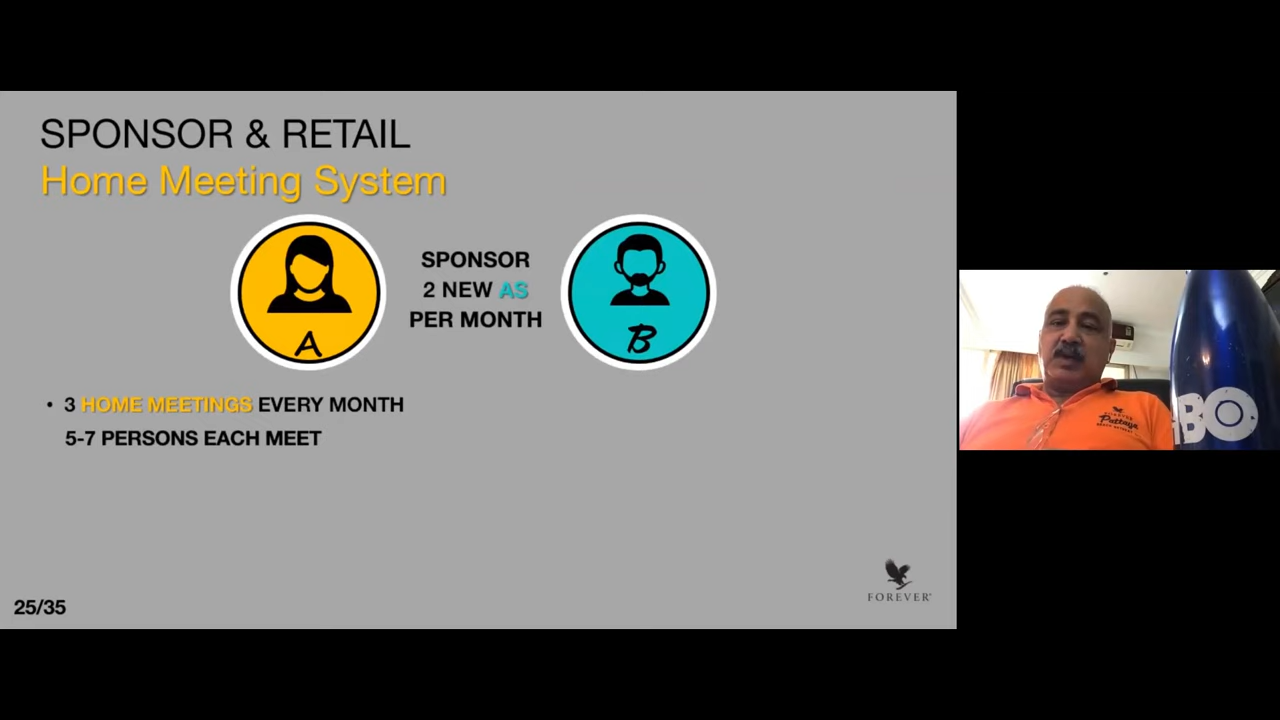 SPONSOR & RETAIL
Home Meeting System
SPONSOR
2 NEW AS
PER MONTH
A
B
• 3 HOME MEETINGS EVERY MONTH
5-7 PERSONS EACH MEET
25/35
FOREVER
Pattaya
BO